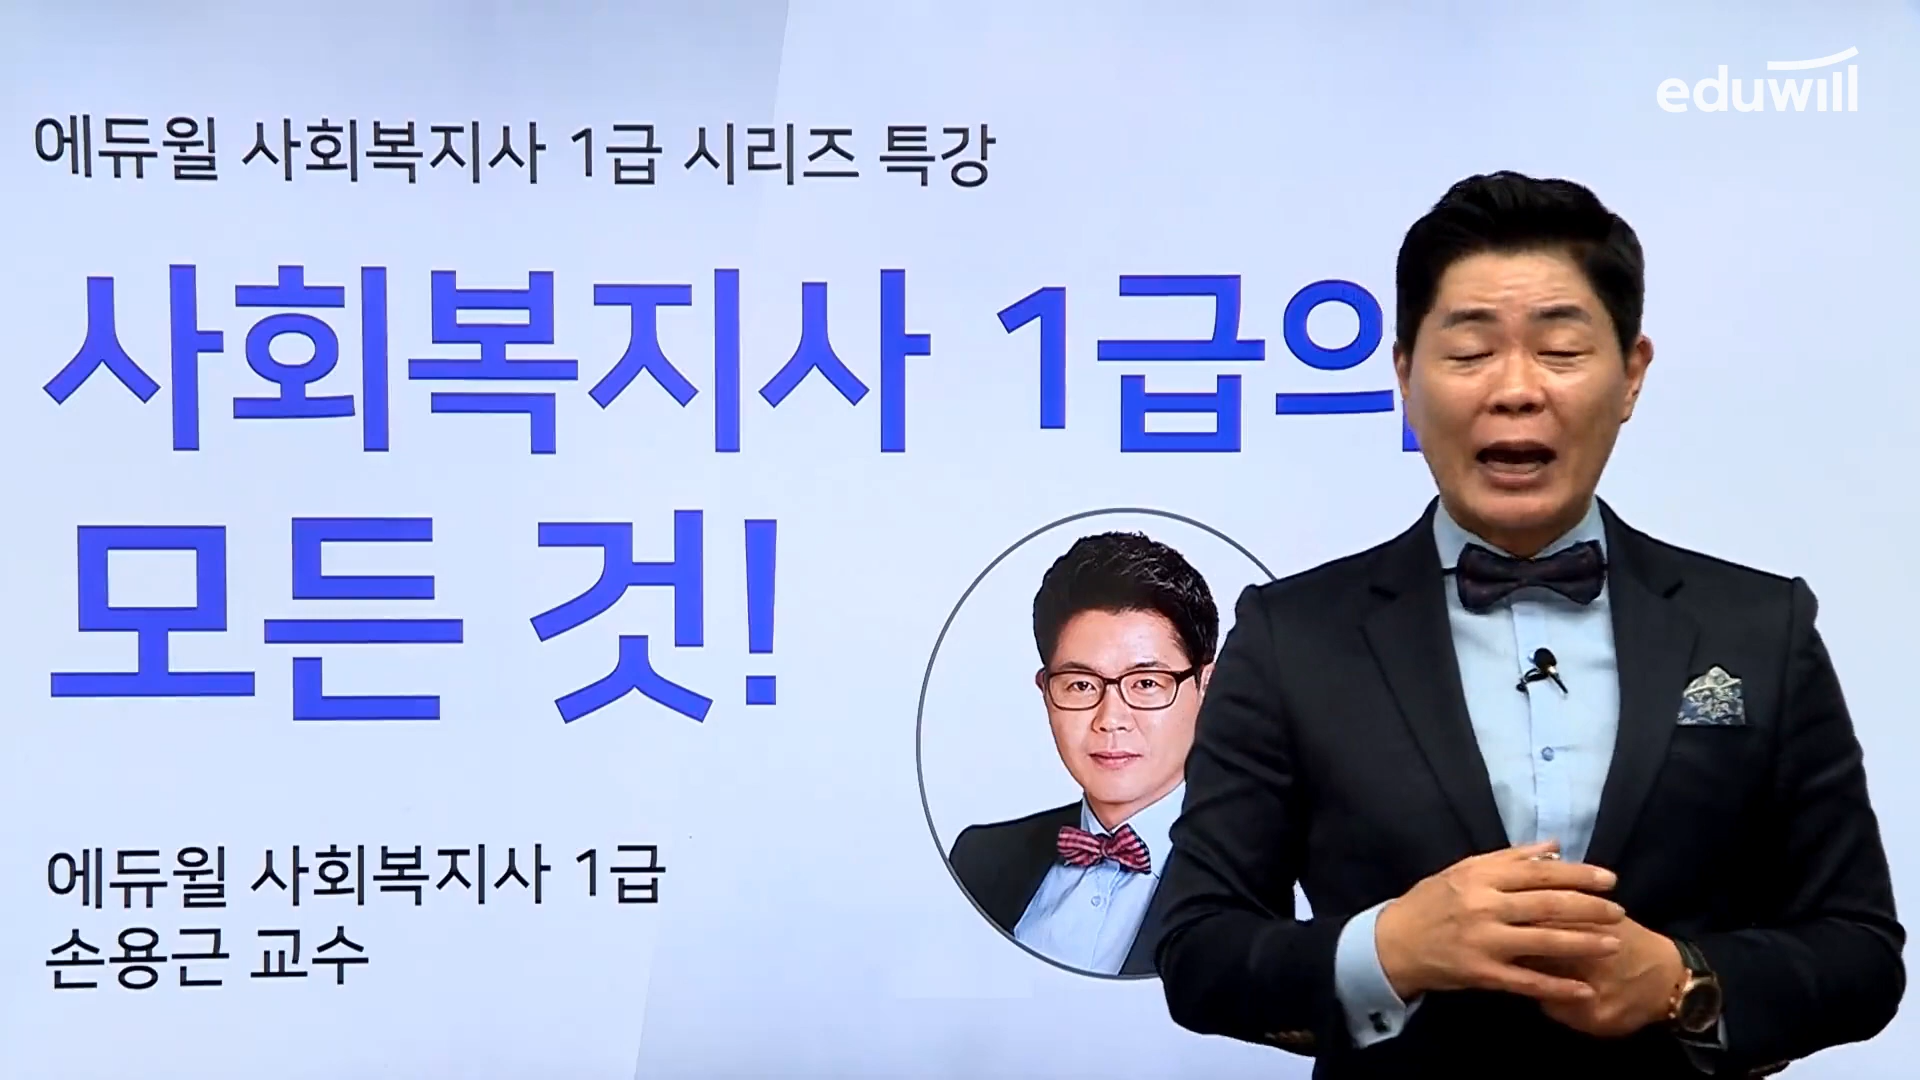 eduwill
에듀윌 사회복지사 1급 시리즈 특강
사회복지사 1급의
모든 것!
에듀윌 사회복지사 1급
손용근 교수